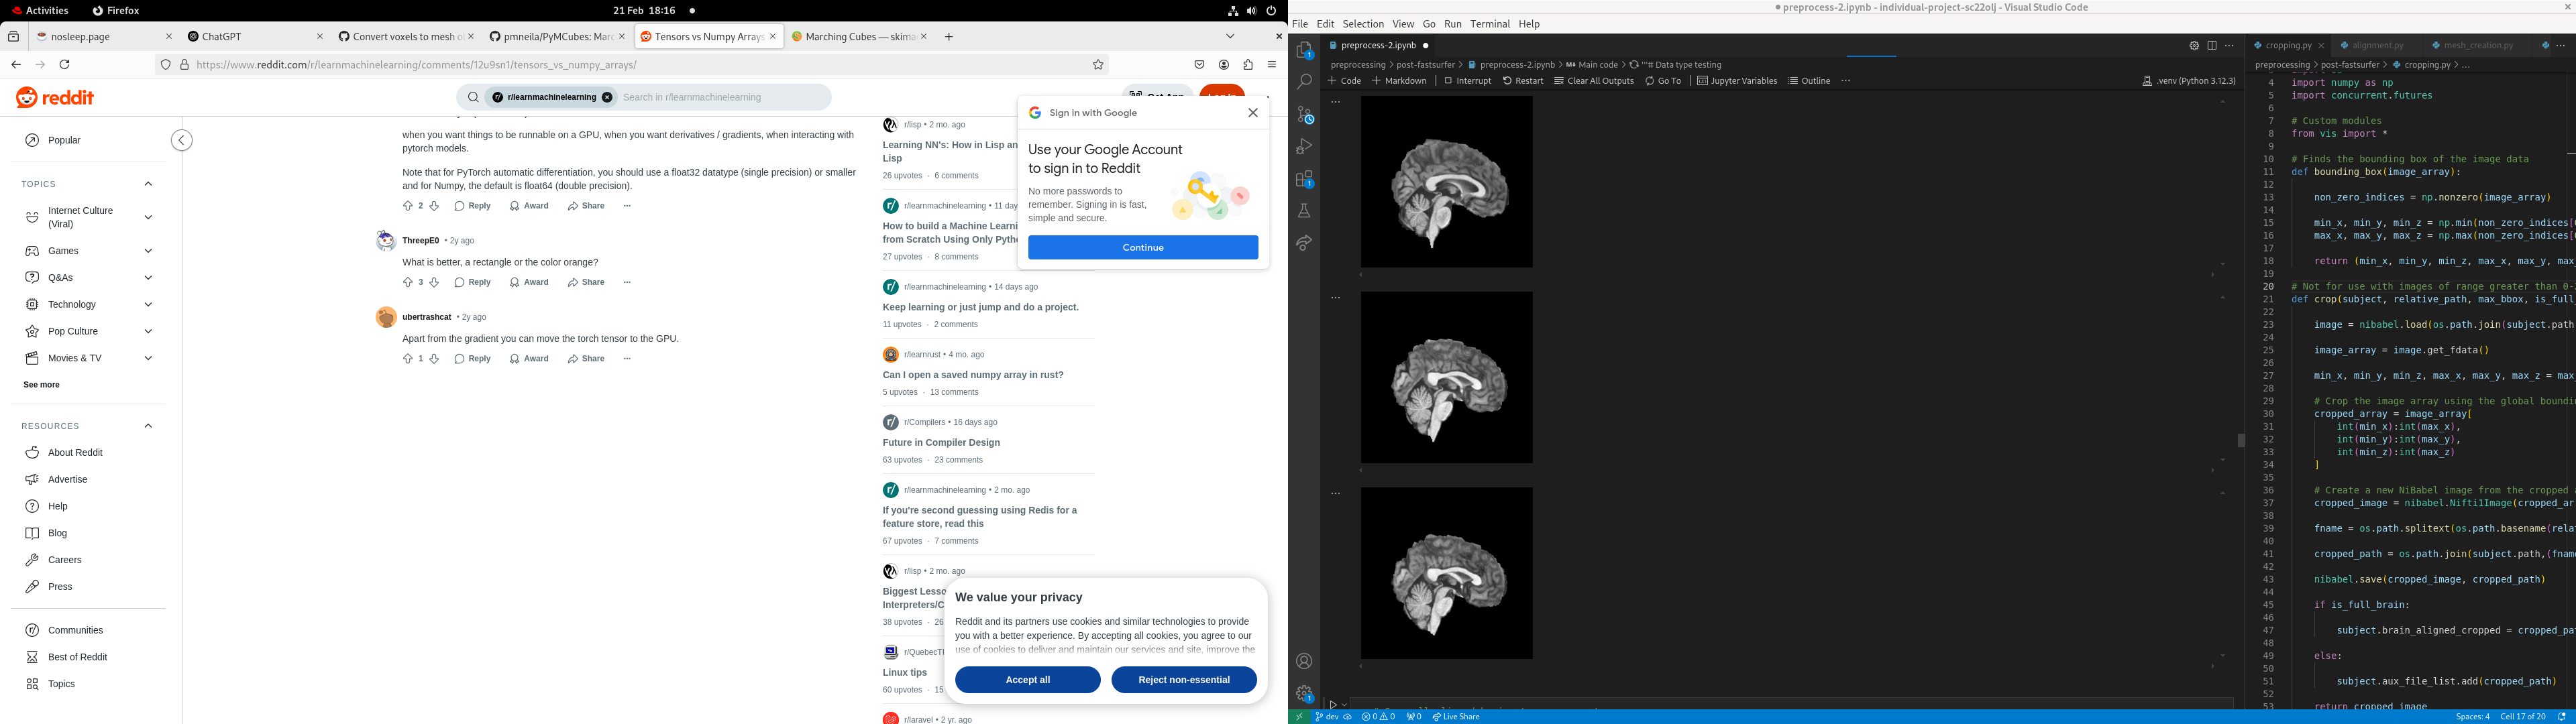 Activities
Firefox
21 Feb 18:16
nosleep.page
ChatGPT
Convert voxels to mesh o
pmneila/PyMCubes: Marc
Tensors vs Numpy Arrays
Marching Cubes — skima
https://www.reddit.com/r/learnmachinelearning/comments/12u9sn1/tensors_vs_numpy_arrays/
reddit
r/learnmachinelearning
Search in r/learnmachinelearning
Popular
TOPICS
Internet Culture
(Viral)
Games
Q&As
Technology
Pop Culture
Movies & TV
See more
RESOURCES
About Reddit
Advertise
Help
Blog
Careers
Press
Communities
Best of Reddit
Topics
when you want things to be runnable on a GPU, when you want derivatives / gradients, when interacting with
pytorch models.
Note that for PyTorch automatic differentiation, you should use a float32 datatype (single precision) or smaller
and for Numpy, the default is float64 (double precision).
2 Reply Award Share
ThreepE0 • 2y ago
What is better, a rectangle or the color orange?
3 Reply Award Share
ubertrashcat • 2y ago
Apart from the gradient you can move the torch tensor to the GPU.
1 Reply Award Share
r/lisp • 2 mo. ago
Learning NN's: How in Lisp an
Lisp
26 upvotes · 6 comments
r/learnmachinelearning • 11 day
How to build a Machine Learni
from Scratch Using Only Pytho
27 upvotes · 8 comments
r/learnmachinelearning • 14 days ago
Keep learning or just jump and do a project.
11 upvotes · 2 comments
r/learnrust • 4 mo. ago
Can I open a saved numpy array in rust?
5 upvotes · 13 comments
r/Compilers • 16 days ago
Future in Compiler Design
63 upvotes · 23 comments
r/learnmachinelearning • 2 mo. ago
If you're second guessing using Redis for a
feature store, read this
67 upvotes · 7 comments
r/lisp • 2 mo. ago
Biggest Lesso
Interpreters/C
38 upvotes · 26
r/QuebecTI
Linux tips
60 upvotes · 15
r/laravel • 2 yr. ago
Sign in with Google
Use your Google Account
to sign in to Reddit
No more passwords to
remember. Signing in is fast,
simple and secure.
Continue
We value your privacy
Reddit and its partners use cookies and similar technologies to provide
you with a better experience. By accepting all cookies, you agree to our
use of cookies to deliver and maintain our services and site, improve the
Accept all
Reject non-essential
preprocess-2.ipynb - individual-project-sc22olj - Visual Studio Code
File Edit Selection View Go Run Terminal Help
preprocess-2.ipynb
preprocessing > post-fastsurfer > preprocess-2.ipynb > Main code > """# Data type testing
+ Code + Markdown Interrupt Restart Clear All Outputs Go To Jupyter Variables Outline ...
.venv (Python 3.12.3)
cropping.py
alignment.py
mesh_creation.py
preprocessing > post-fastsurfer > cropping.py > ...
4 import numpy as np
5 import concurrent.futures
6
7 # Custom modules
8 from vis import *
9
10 # Finds the bounding box of the image data
11 def bounding_box(image_array):
12
13 non_zero_indices = np.nonzero(image_array)
14
15 min_x, min_y, min_z = np.min(non_zero_indices[
16 max_x, max_y, max_z = np.max(non_zero_indices[
17
18 return (min_x, min_y, min_z, max_x, max_y, max_
19
20 # Not for use with images of range greater than 0-
21 def crop(subject, relative_path, max_bbox, is_full_
22
23 image = nibabel.load(os.path.join(subject.path
24
25 image_array = image.get_fdata()
26
27 min_x, min_y, min_z, max_x, max_y, max_z = max_
28
29 # Crop the image array using the global boundi
30 cropped_array = image_array[
31 int(min_x):int(max_x),
32 int(min_y):int(max_y),
33 int(min_z):int(max_z)
34 ]
35
36 # Create a new NiBabel image from the cropped
37 cropped_image = nibabel.Nifti1Image(cropped_ar
38
39 fname = os.path.splitext(os.path.basename(rela
40
41 cropped_path = os.path.join(subject.path,(fnam
42
43 nibabel.save(cropped_image, cropped_path)
44
45 if is_full_brain:
46
47 subject.brain_aligned_cropped = cropped_pa
48
49 else:
50
51 subject.aux_file_list.add(cropped_path)
52
53 return cropped_image
dev
0 0
0
Live Share
Spaces: 4
Cell 17 of 20